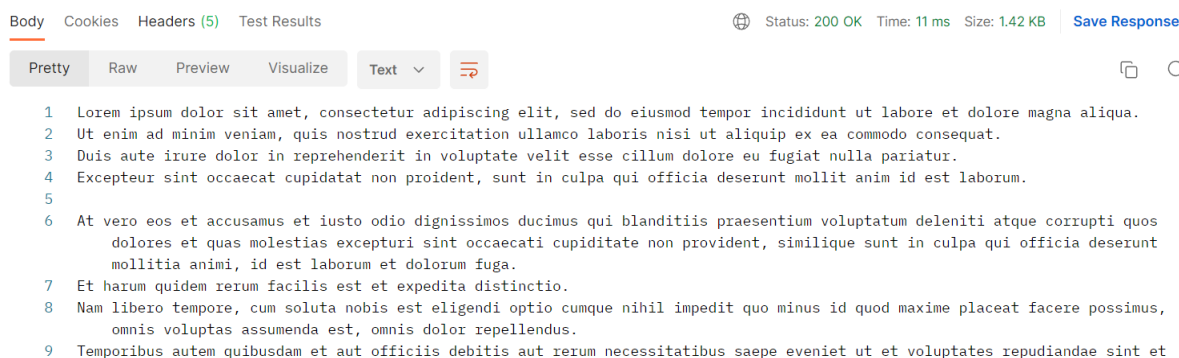 Body Cookies Headers (5) Test Results Status: 200 OK Time: 11 ms Size: 1.42 KB Save Response
Pretty Raw Preview Visualize Text
1 Lorem ipsum dolor sit amet, consectetur adipiscing elit, sed do eiusmod tempor incididunt ut labore et dolore magna aliqua.
2 Ut enim ad minim veniam, quis nostrud exercitation ullamco laboris nisi ut aliquip ex ea commodo consequat.
3 Duis aute irure dolor in reprehenderit in voluptate velit esse cillum dolore eu fugiat nulla pariatur.
4 Excepteur sint occaecat cupidatat non proident, sunt in culpa qui officia deserunt mollit anim id est laborum.
5
6 At vero eos et accusamus et iusto odio dignissimos ducimus qui blanditiis praesentium voluptatum deleniti atque corrupti quos
dolores et quas molestias excepturi sint occaecati cupiditate non provident, similique sunt in culpa qui officia deserunt
mollitia animi, id est laborum et dolorum fuga.
7 Et harum quidem rerum facilis est et expedita distinctio.
8 Nam libero tempore, cum soluta nobis est eligendi optio cumque nihil impedit quo minus id quod maxime placeat facere possimus,
omnis voluptas assumenda est, omnis dolor repellendus.
9 Temporibus autem quibusdam et aut officiis debitis aut rerum necessitatibus saepe eveniet ut et voluptates repudiandae sint et